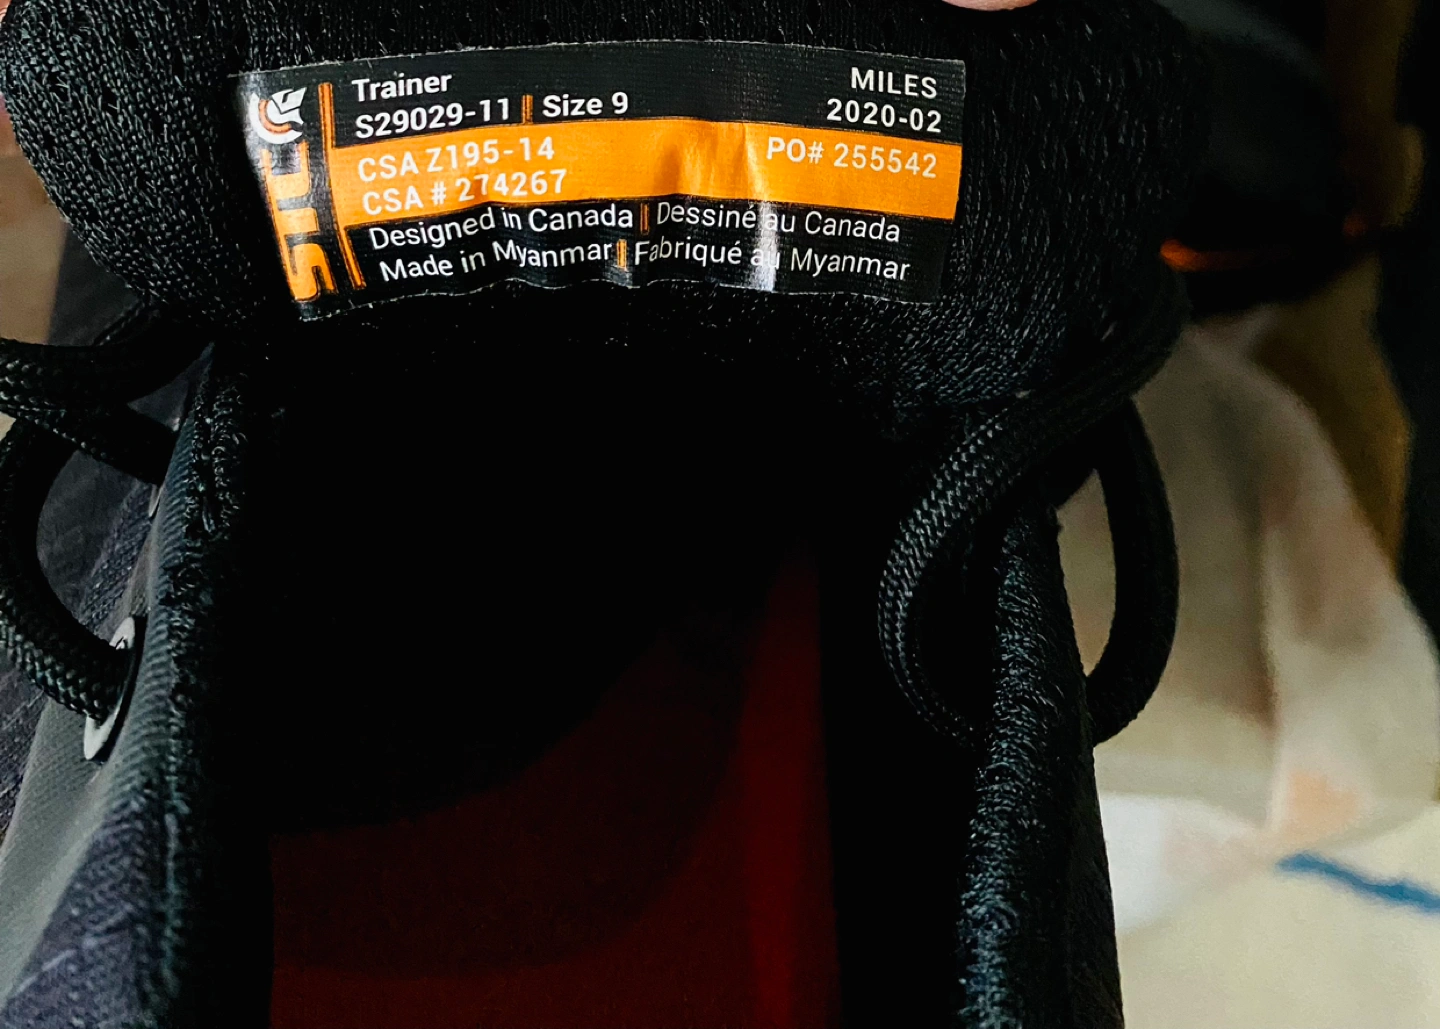 SITE
Trainer
S29029-11 | Size 9
MILES
2020-02
CSA Z195-14
CSA # 274267
PO# 255542
Designed in Canada | Dessiné au Canada
Made in Myanmar | Fabriqué au Myanmar